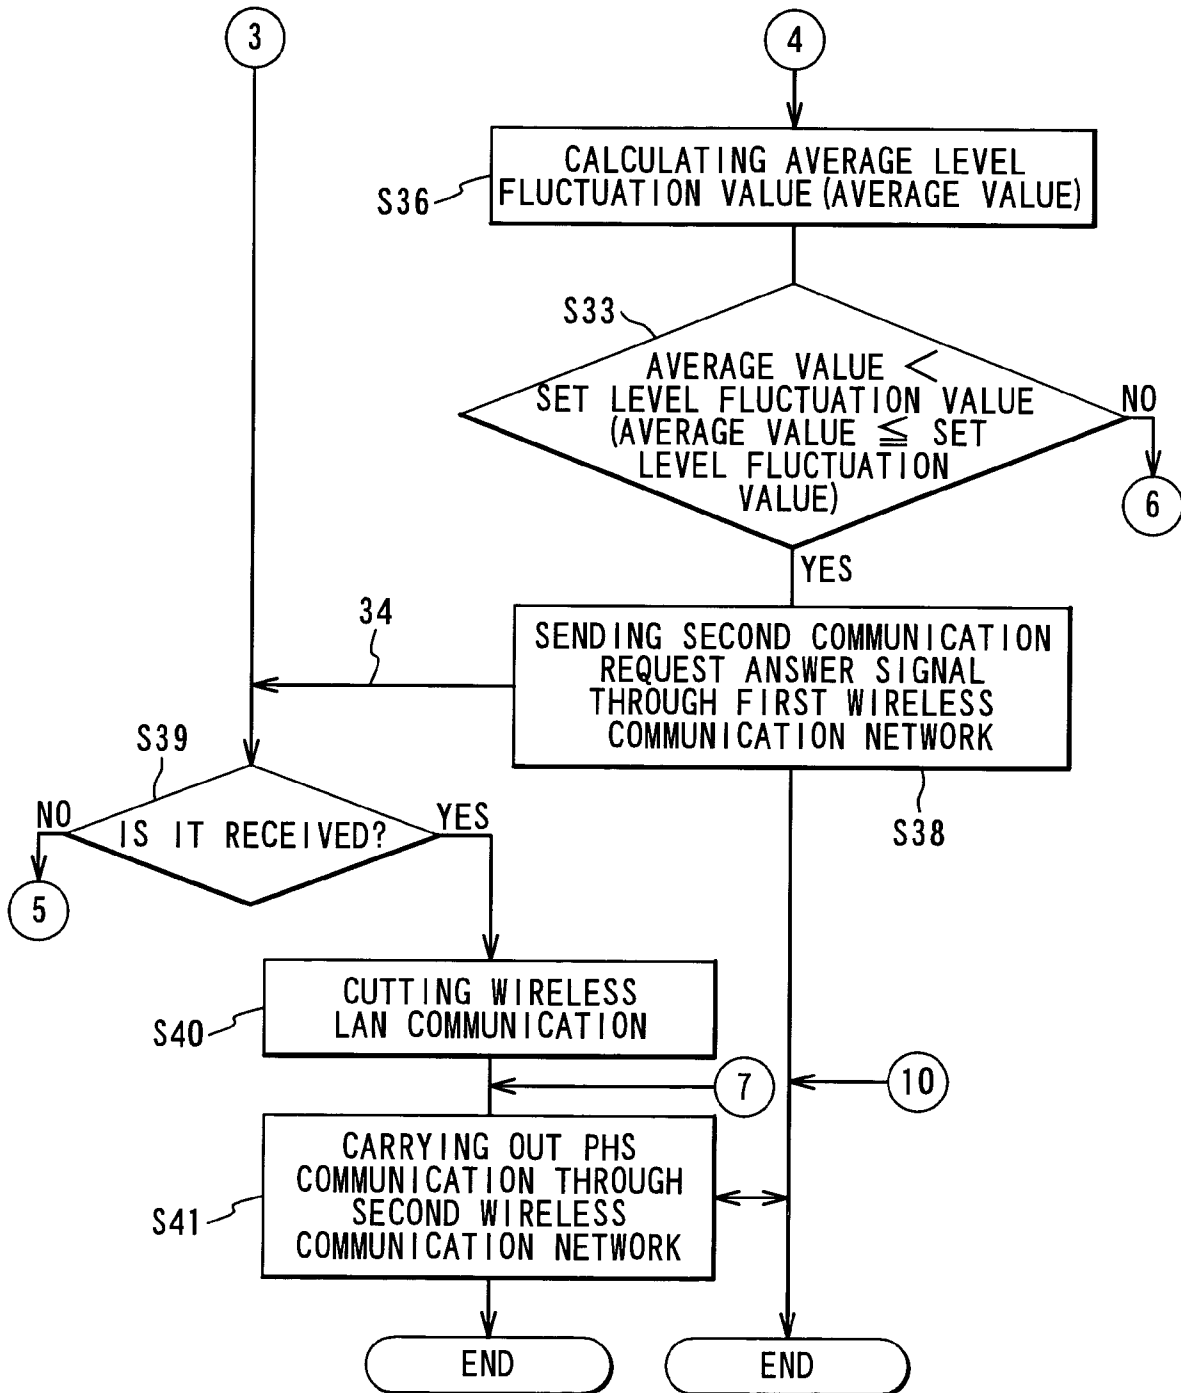 3
4
CALCULATING AVERAGE LEVEL
FLUCTUATION VALUE (AVERAGE VALUE)
S36
S33
AVERAGE VALUE <
SET LEVEL FLUCTUATION VALUE
(AVERAGE VALUE ≦ SET
LEVEL FLUCTUATION
VALUE)
NO
6
YES
34
SENDING SECOND COMMUNICATION
REQUEST ANSWER SIGNAL
THROUGH FIRST WIRELESS
COMMUNICATION NETWORK
S38
S39
NO
IS IT RECEIVED?
YES
5
CUTTING WIRELESS
LAN COMMUNICATION
S40
7
10
CARRYING OUT PHS
COMMUNICATION THROUGH
SECOND WIRELESS
COMMUNICATION NETWORK
S41
END
END